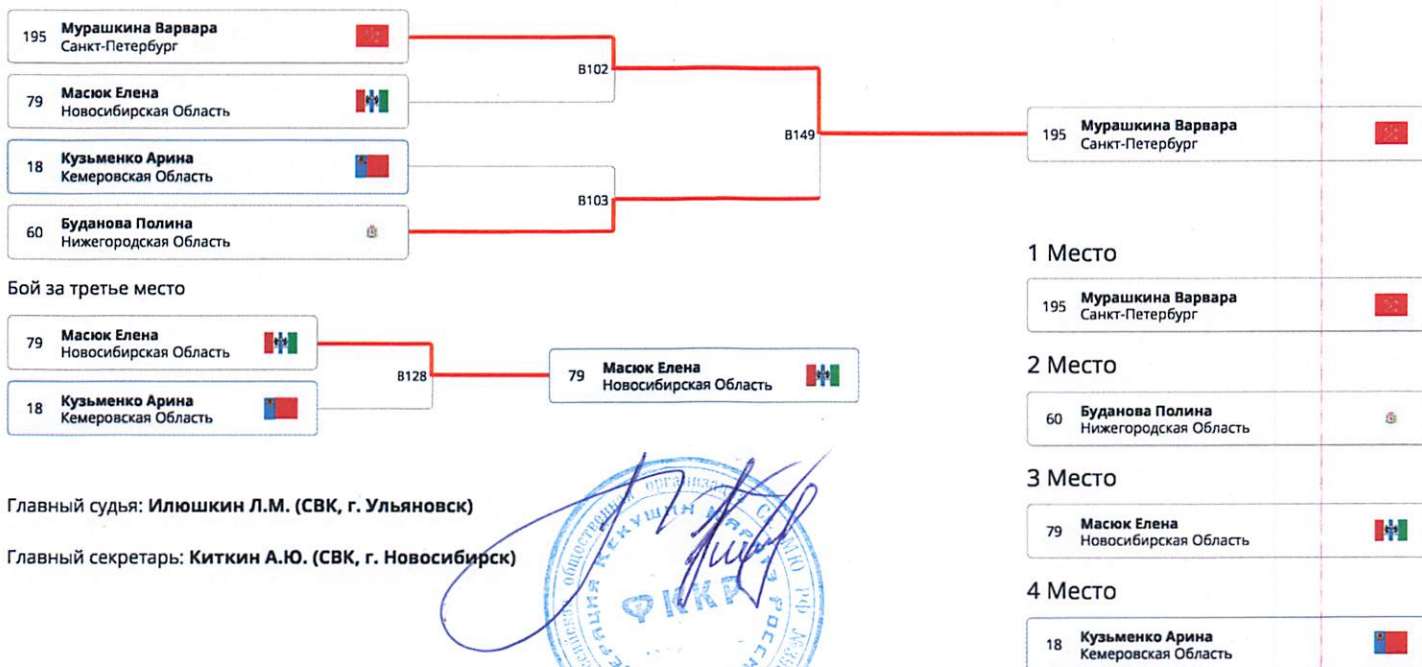 195 Мурашкина Варвара
Санкт-Петербург
79 Масюк Елена
Новосибирская Область
18 Кузьменко Арина
Кемеровская Область
60 Буданова Полина
Нижегородская Область
B102
B103
B149
195 Мурашкина Варвара
Санкт-Петербург
Бой за третье место
79 Масюк Елена
Новосибирская Область
18 Кузьменко Арина
Кемеровская Область
B128
79 Масюк Елена
Новосибирская Область
1 Место
195 Мурашкина Варвара
Санкт-Петербург
2 Место
60 Буданова Полина
Нижегородская Область
3 Место
79 Масюк Елена
Новосибирская Область
4 Место
18 Кузьменко Арина
Кемеровская Область
Главный судья: Илюшкин Л.М. (СВК, г. Ульяновск)
Главный секретарь: Киткин А.Ю. (СВК, г. Новосибирск)
ФККР